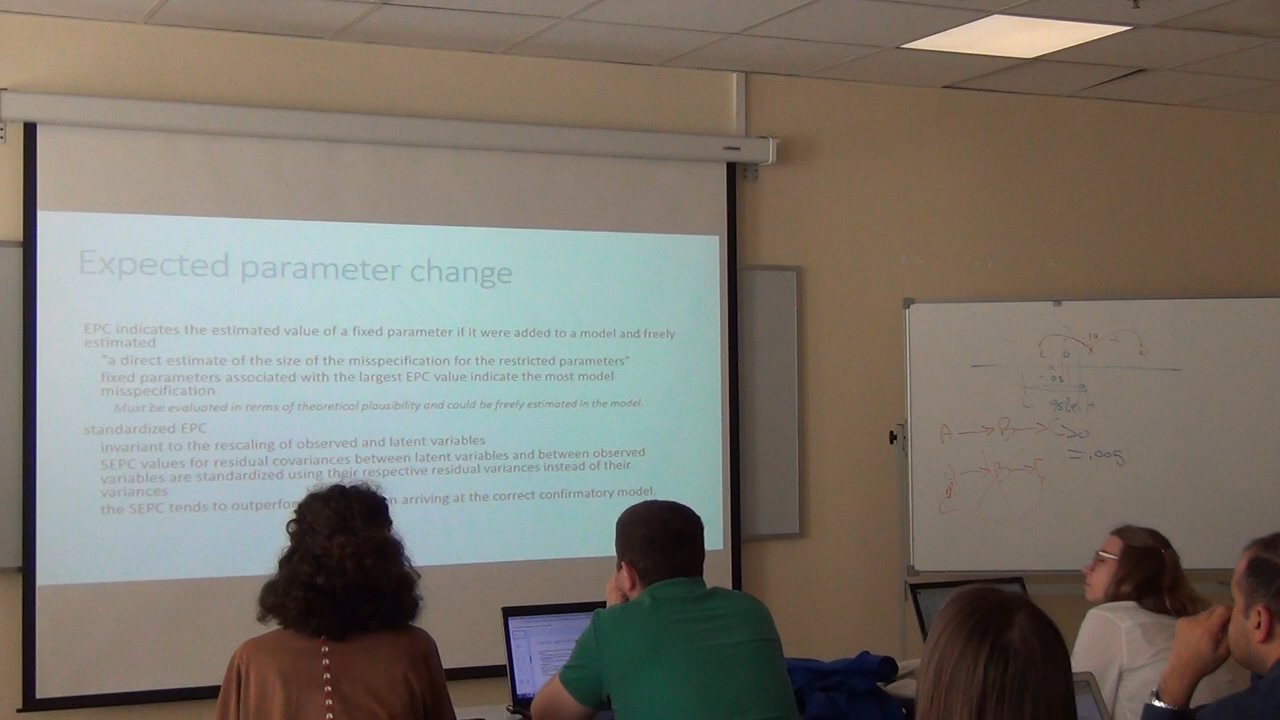 Expected parameter change
EPC indicates the estimated value of a fixed parameter if it were added to a model and freely
estimated
"a direct estimate of the size of the misspecification for the restricted parameters"
fixed parameters associated with the largest EPC value indicate the most model
misspecification
Must be evaluated in terms of theoretical plausibility and could be freely estimated in the model.
standardized EPC
invariant to the rescaling of observed and latent variables
SEPC values for residual covariances between latent variables and between observed
variables are standardized using their respective residual variances instead of their
variances
the SEPC tends to arriving at the correct confirmatory model.
A → B → C
= .005